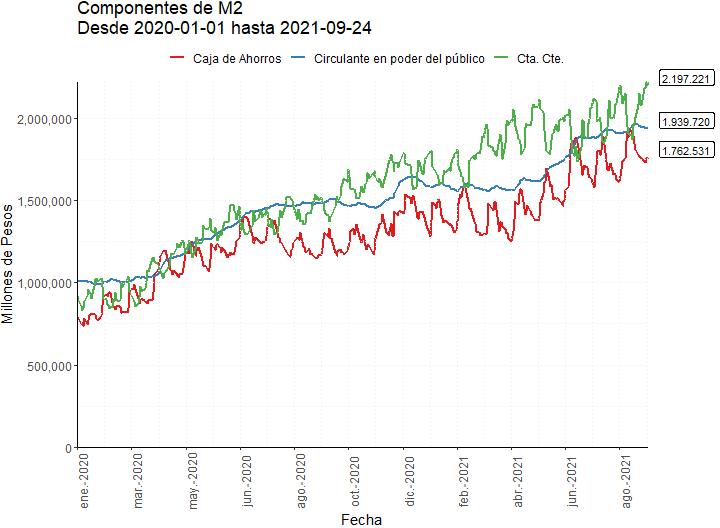 Componentes de M2
Desde 2020-01-01 hasta 2021-09-24
Caja de Ahorros Circulante en poder del público Cta. Cte.
2.197.221
1.939.720
1.762.531
Millones de Pesos
2,000,000
1,500,000
1,000,000
500,000
0
ene.-2020
mar.-2020
may.-2020
jun.-2020
ago.-2020
oct.-2020
dic.-2020
feb.-2021
abr.-2021
jun.-2021
ago.-2021
Fecha